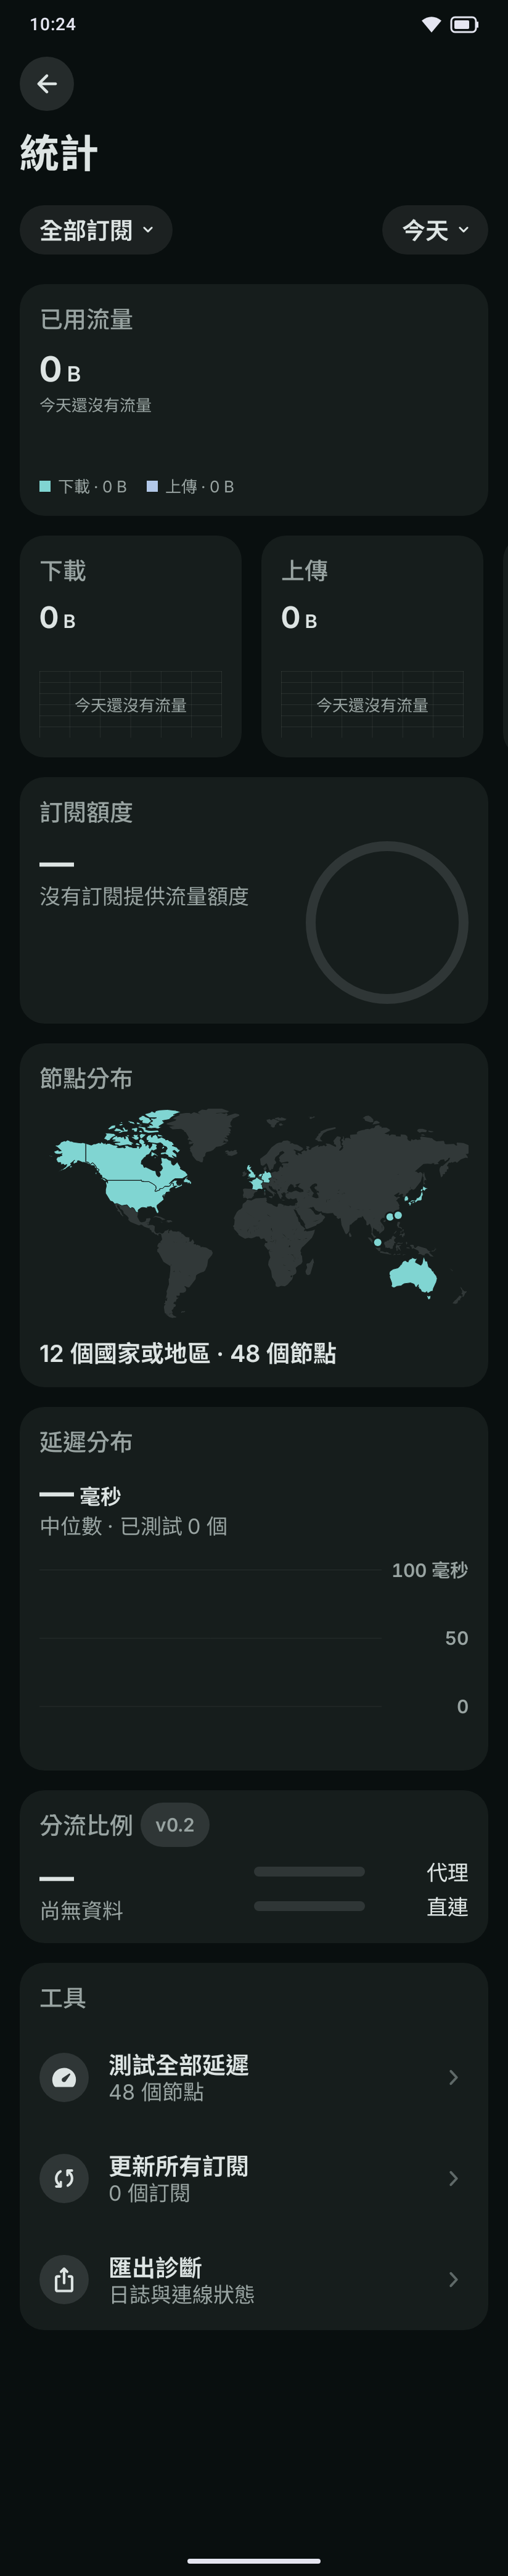 10:24
統計
全部訂閱
今天
已用流量
0 B
今天還沒有流量
下載 · 0 B
上傳 · 0 B
下載
0 B
今天還沒有流量
上傳
0 B
今天還沒有流量
訂閱額度
—
沒有訂閱提供流量額度
節點分布
12 個國家或地區 · 48 個節點
延遲分布
— 毫秒
中位數 · 已測試 0 個
100 毫秒
50
0
分流比例 v0.2
—
尚無資料
代理
直連
工具
測試全部延遲
48 個節點
更新所有訂閱
0 個訂閱
匯出診斷
日誌與連線狀態